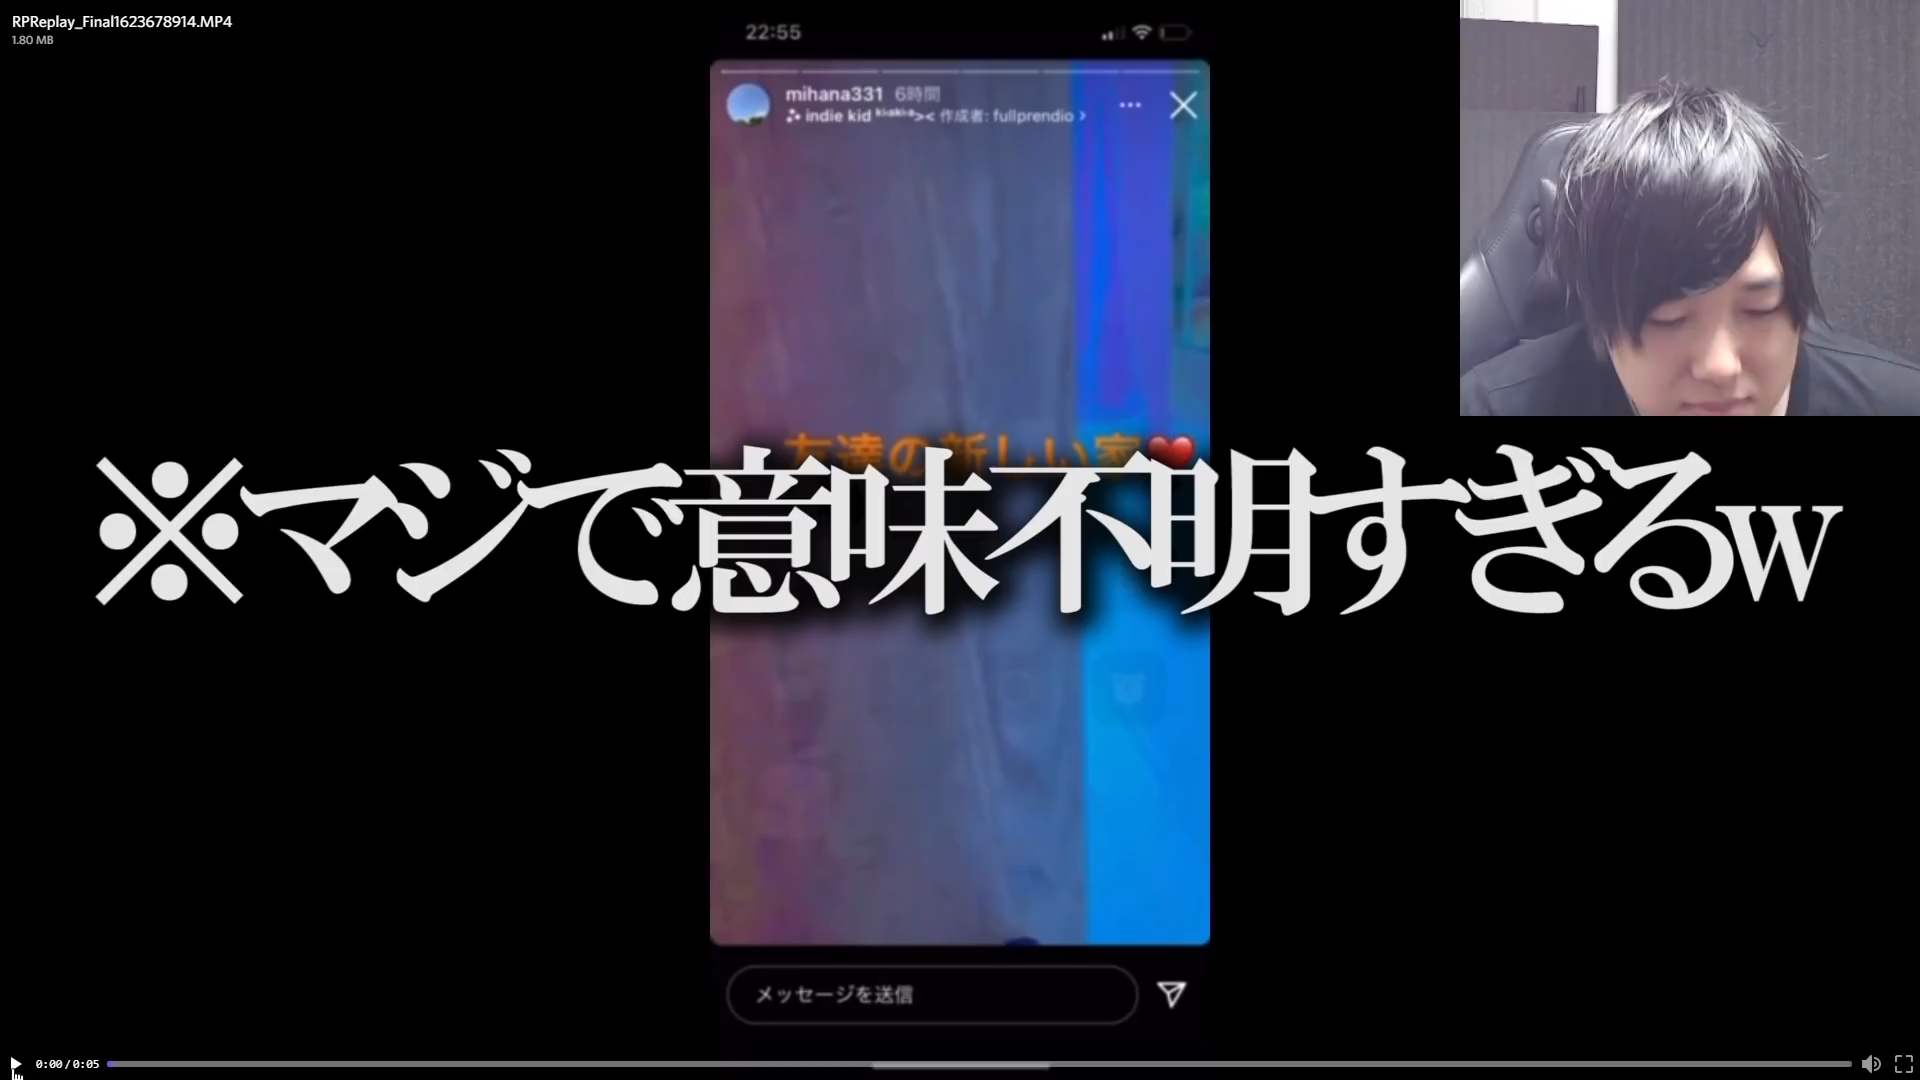 RPReplay_Final1623678914.MP4
1.80 MB
22:55
mihana331 6時間
indie kid ᵏⁱᵃᵏⁱᵃ>< 作成者: fullprendio ›
友達の新しい家❤
※マジで意味不明すぎるw
メッセージを送信
0:00 / 0:05